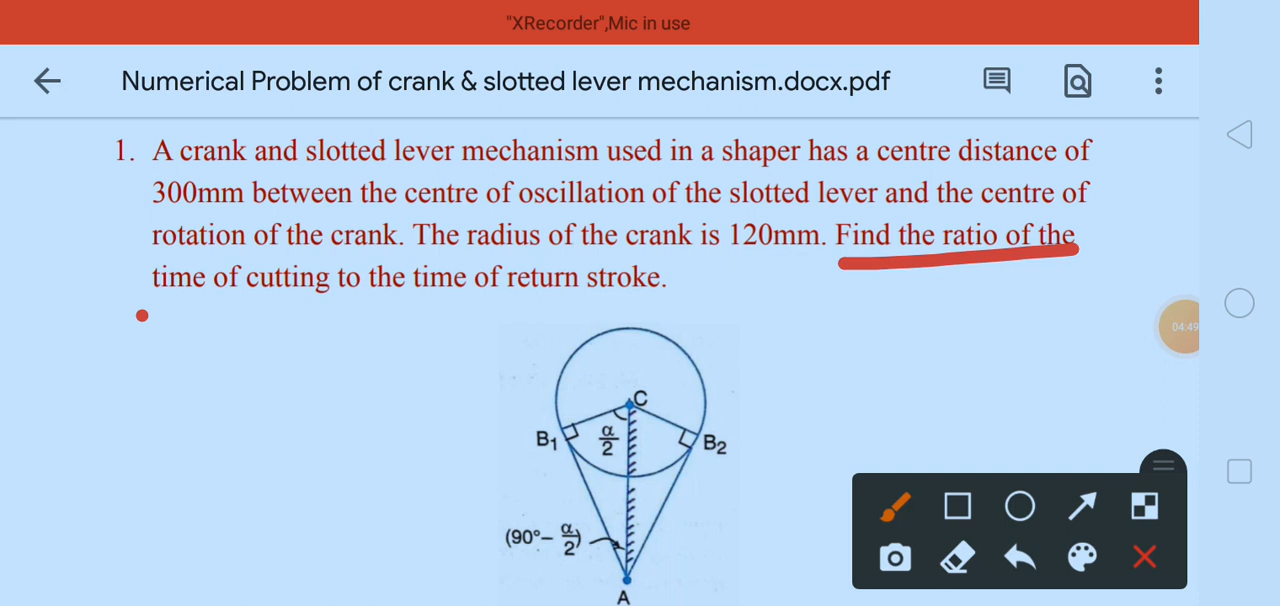 "XRecorder",Mic in use
Numerical Problem of crank & slotted lever mechanism.docx.pdf
1. A crank and slotted lever mechanism used in a shaper has a centre distance of
300mm between the centre of oscillation of the slotted lever and the centre of
rotation of the crank. The radius of the crank is 120mm. Find the ratio of the
time of cutting to the time of return stroke.
04:49
C
B1 α/2 B2
(90°– α/2)
A